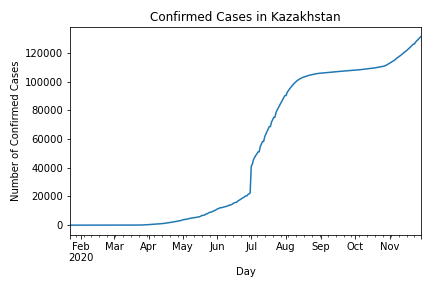 Confirmed Cases in Kazakhstan
Number of Confirmed Cases
120000
100000
80000
60000
40000
20000
0
Feb Mar Apr May Jun Jul Aug Sep Oct Nov
2020
Day